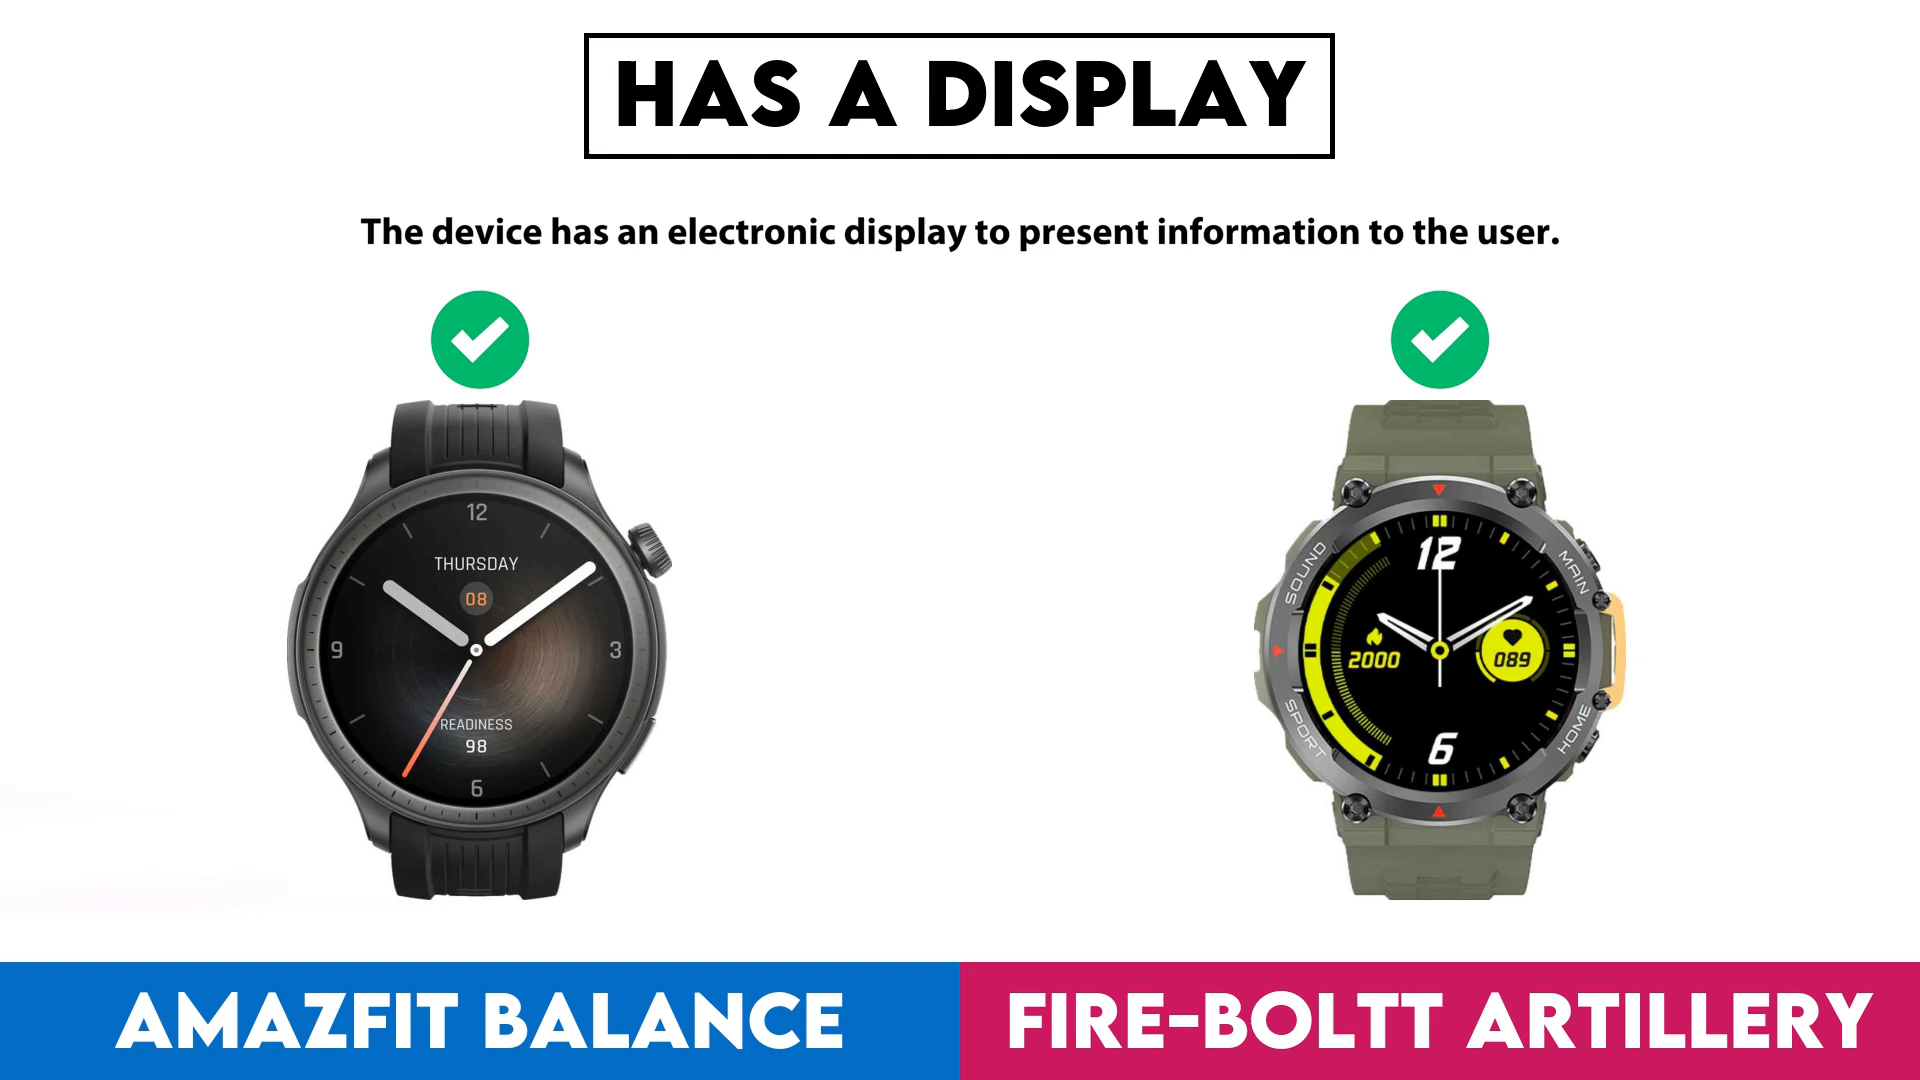 HAS A DISPLAY
The device has an electronic display to present information to the user.
12
THURSDAY
08
9
3
READINESS
98
6
12
SOUND
MAIN
2000
089
SPORT
HOME
6
AMAZFIT BALANCE
FIRE-BOLTT ARTILLERY